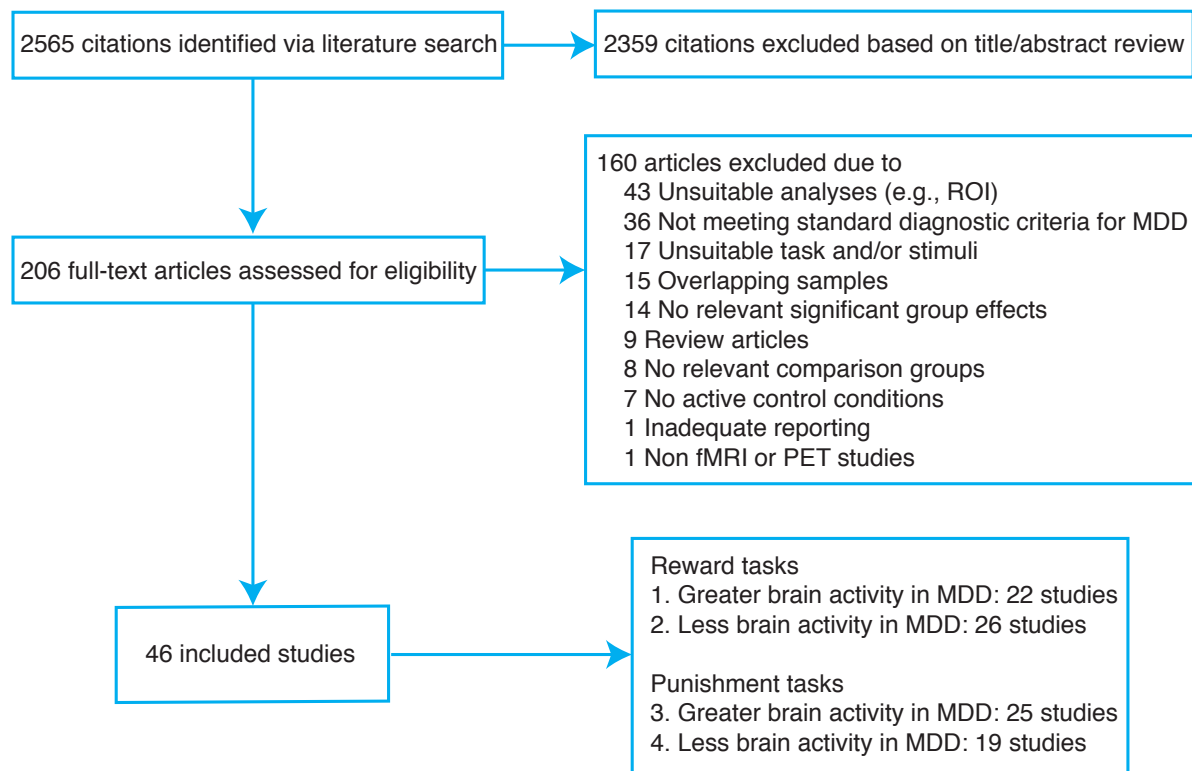 2565 citations identified via literature search
2359 citations excluded based on title/abstract review
206 full-text articles assessed for eligibility
160 articles excluded due to
43 Unsuitable analyses (e.g., ROI)
36 Not meeting standard diagnostic criteria for MDD
17 Unsuitable task and/or stimuli
15 Overlapping samples
14 No relevant significant group effects
9 Review articles
8 No relevant comparison groups
7 No active control conditions
1 Inadequate reporting
1 Non fMRI or PET studies
46 included studies
Reward tasks
1. Greater brain activity in MDD: 22 studies
2. Less brain activity in MDD: 26 studies
Punishment tasks
3. Greater brain activity in MDD: 25 studies
4. Less brain activity in MDD: 19 studies